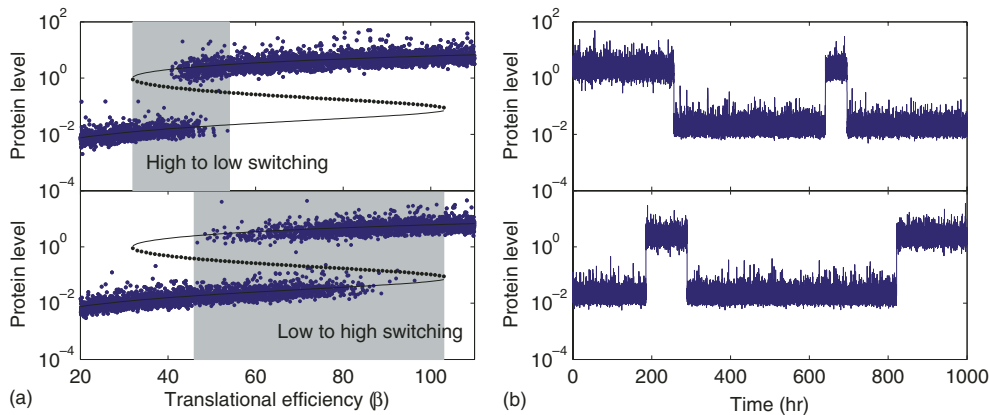 Protein level
10²
10⁰
10⁻²
10⁻⁴
High to low switching
Protein level
10²
10⁰
10⁻²
10⁻⁴
Low to high switching
20 40 60 80 100
Translational efficiency (β)
(a)
Protein level
10²
10⁰
10⁻²
10⁻⁴
Protein level
10²
10⁰
10⁻²
10⁻⁴
0 200 400 600 800 1000
Time (hr)
(b)